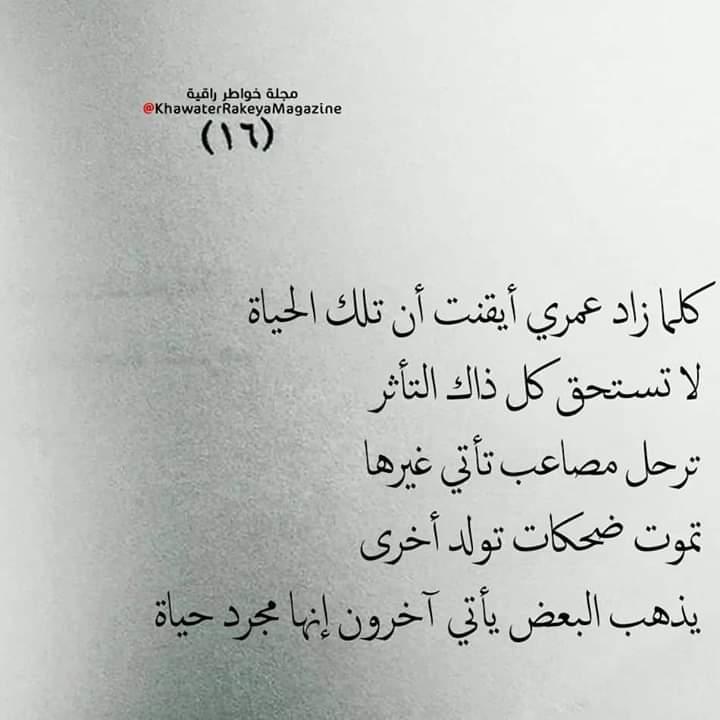 مجلة خواطر راقية
@KhawaterRakeyaMagazine
(١٦)
كلما زاد عمري أيقنت أن تلك الحياة
لا تستحق كل ذاك التأثر
ترحل مصاعب تأتي غيرها
تموت ضحكات تولد أخرى
يذهب البعض يأتي آخرون إنها مجرد حياة